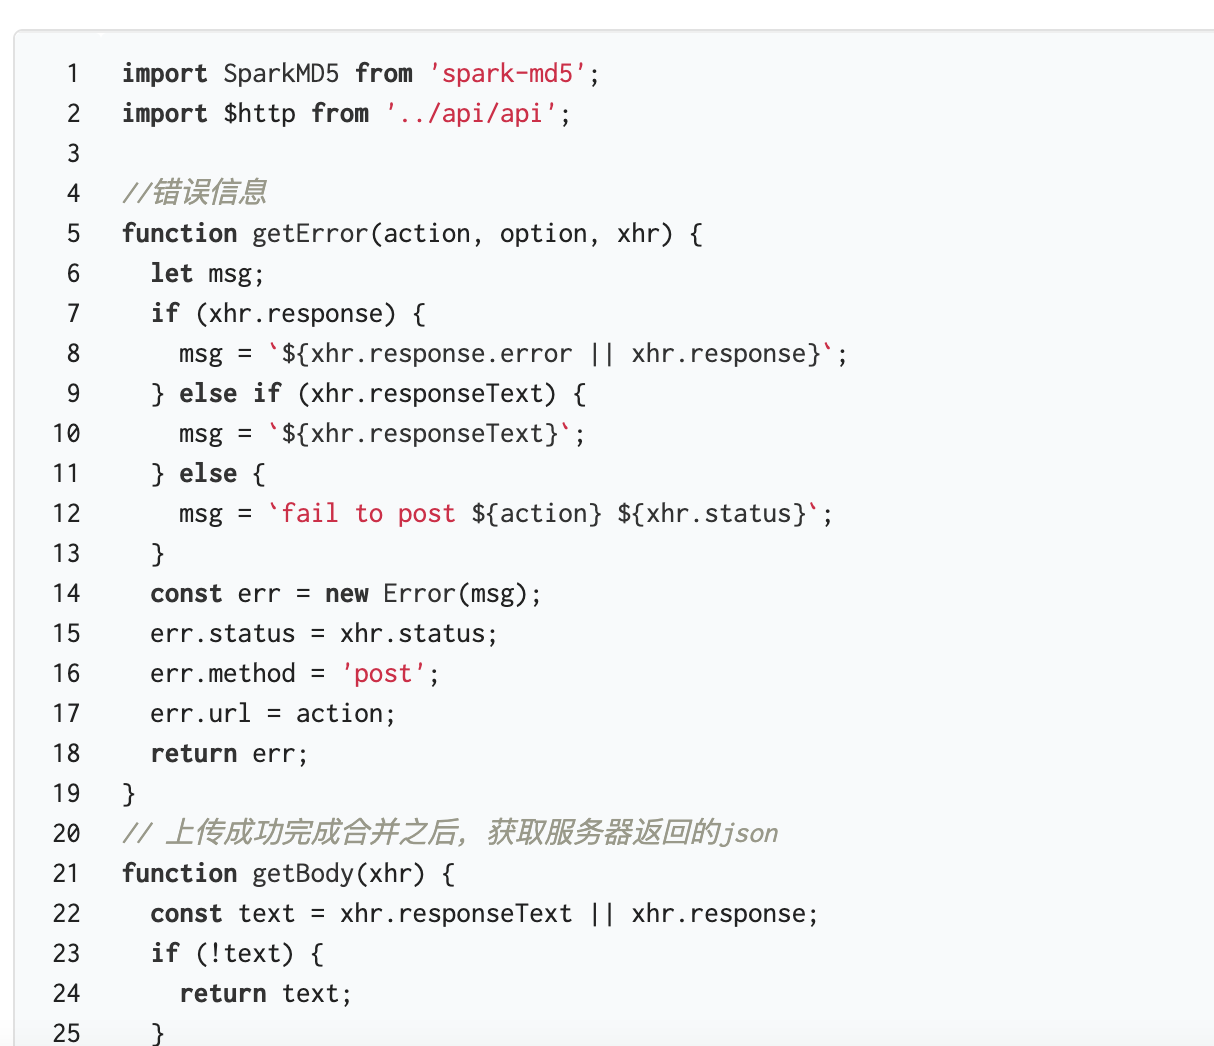 1 import SparkMD5 from 'spark-md5';
2 import $http from '../api/api';
3
4 //错误信息
5 function getError(action, option, xhr) {
6   let msg;
7   if (xhr.response) {
8     msg = `${xhr.response.error || xhr.response}`;
9   } else if (xhr.responseText) {
10     msg = `${xhr.responseText}`;
11   } else {
12     msg = `fail to post ${action} ${xhr.status}`;
13   }
14   const err = new Error(msg);
15   err.status = xhr.status;
16   err.method = 'post';
17   err.url = action;
18   return err;
19 }
20 // 上传成功完成合并之后，获取服务器返回的json
21 function getBody(xhr) {
22   const text = xhr.responseText || xhr.response;
23   if (!text) {
24     return text;
25   }